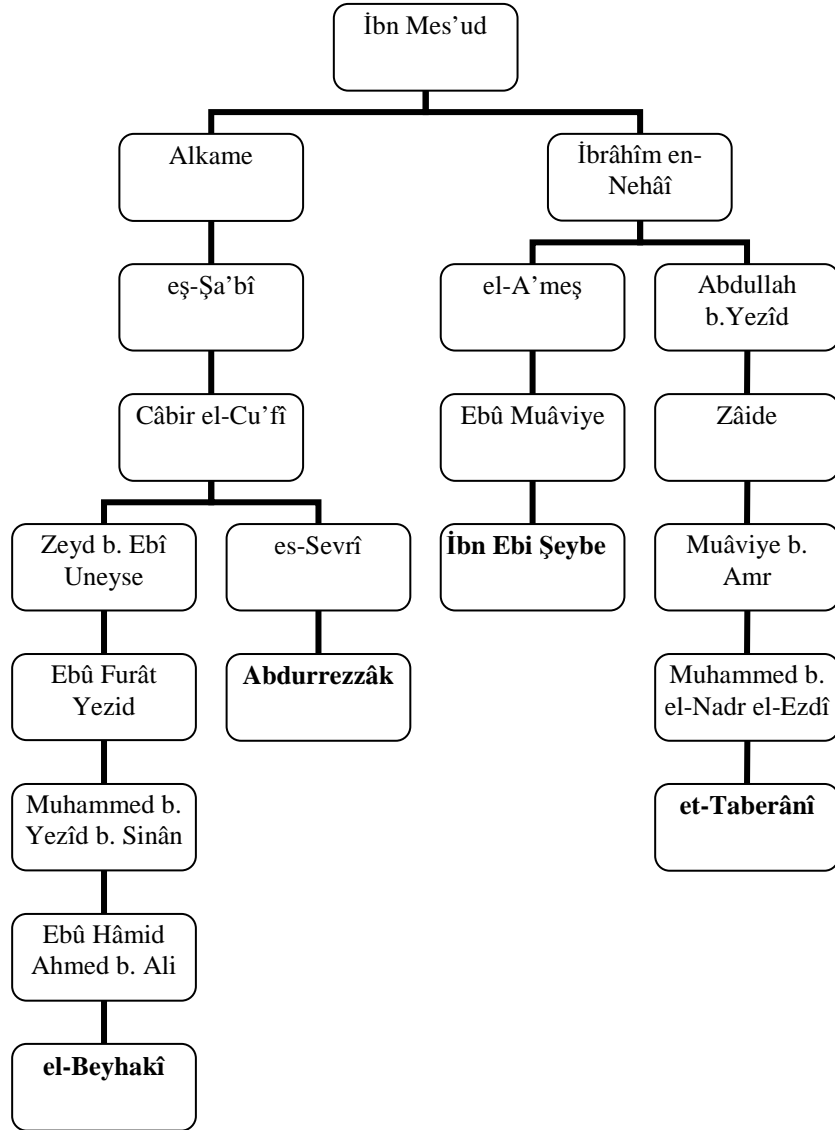 İbn Mes’ud
Alkame
İbrâhîm en-
Nehâî
eş-Şa’bî
el-A’meş
Abdullah
b.Yezîd
Câbir el-Cu’fî
Ebû Muâviye
Zâide
Zeyd b. Ebî
Uneyse
es-Sevrî
İbn Ebi Şeybe
Muâviye b.
Amr
Ebû Furât
Yezid
Abdurrezzâk
Muhammed b.
el-Nadr el-Ezdî
Muhammed b.
Yezîd b. Sinân
et-Taberânî
Ebû Hâmid
Ahmed b. Ali
el-Beyhakî